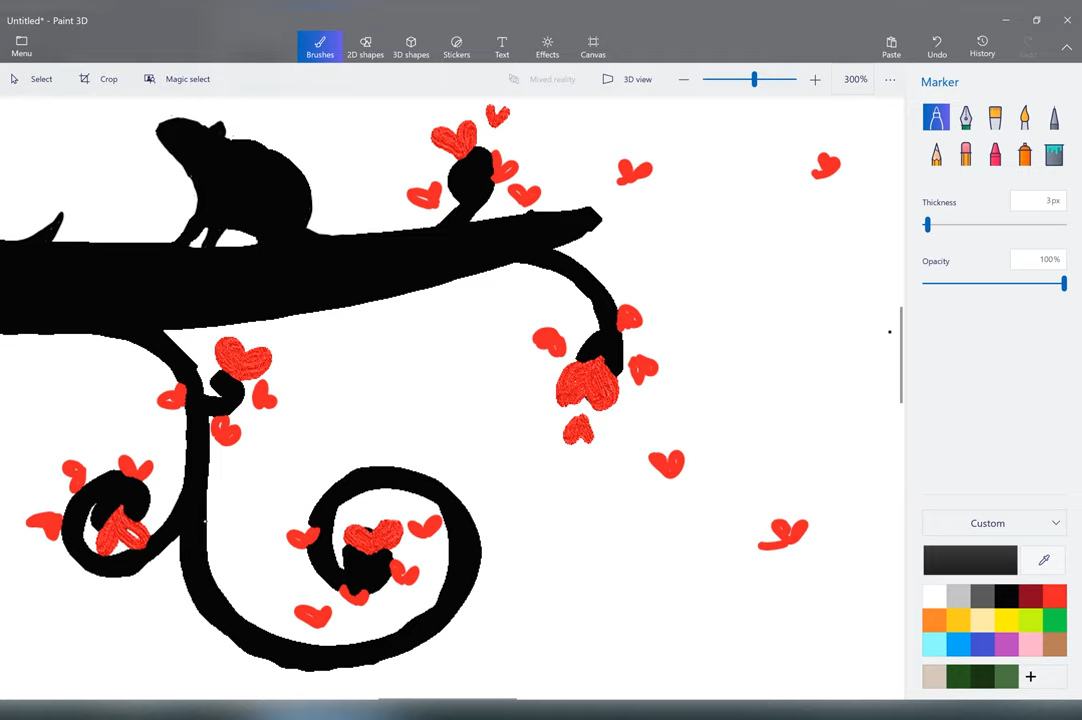 Untitled* - Paint 3D
Menu
Brushes 2D shapes 3D shapes Stickers Text Effects Canvas Paste Undo History
Select Crop Magic select Mixed reality 3D view 300%
Marker
Thickness 3px
Opacity 100%
Custom